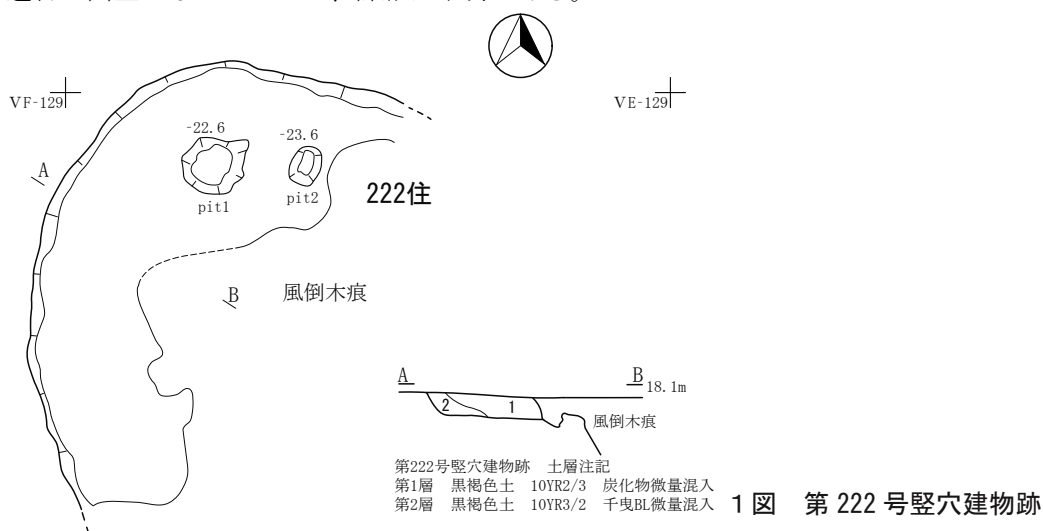 VF-129
VE-129
A
-22.6
-23.6
pit1
pit2
222住
B
風倒木痕
A
B
18.1m
2
1
風倒木痕
第222号竪穴建物跡 土層注記
第1層 黒褐色土 10YR2/3 炭化物微量混入
第2層 黒褐色土 10YR3/2 千曳BL微量混入
1図 第222号竪穴建物跡